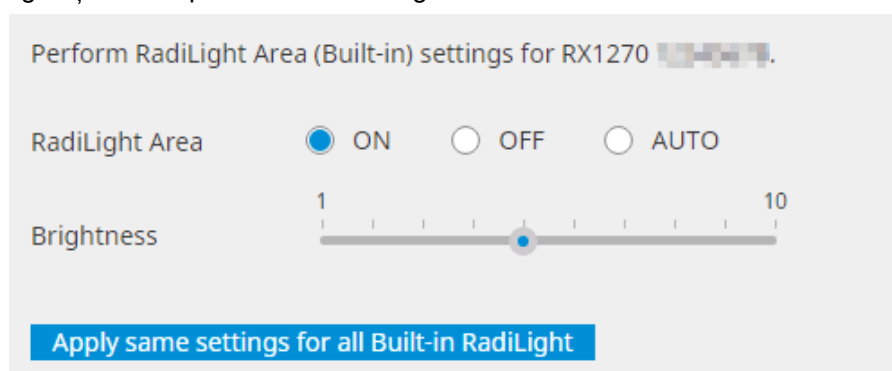 Perform RadiLight Area (Built-in) settings for RX1270 .
RadiLight Area ON OFF AUTO
1 10
Brightness
Apply same settings for all Built-in RadiLight